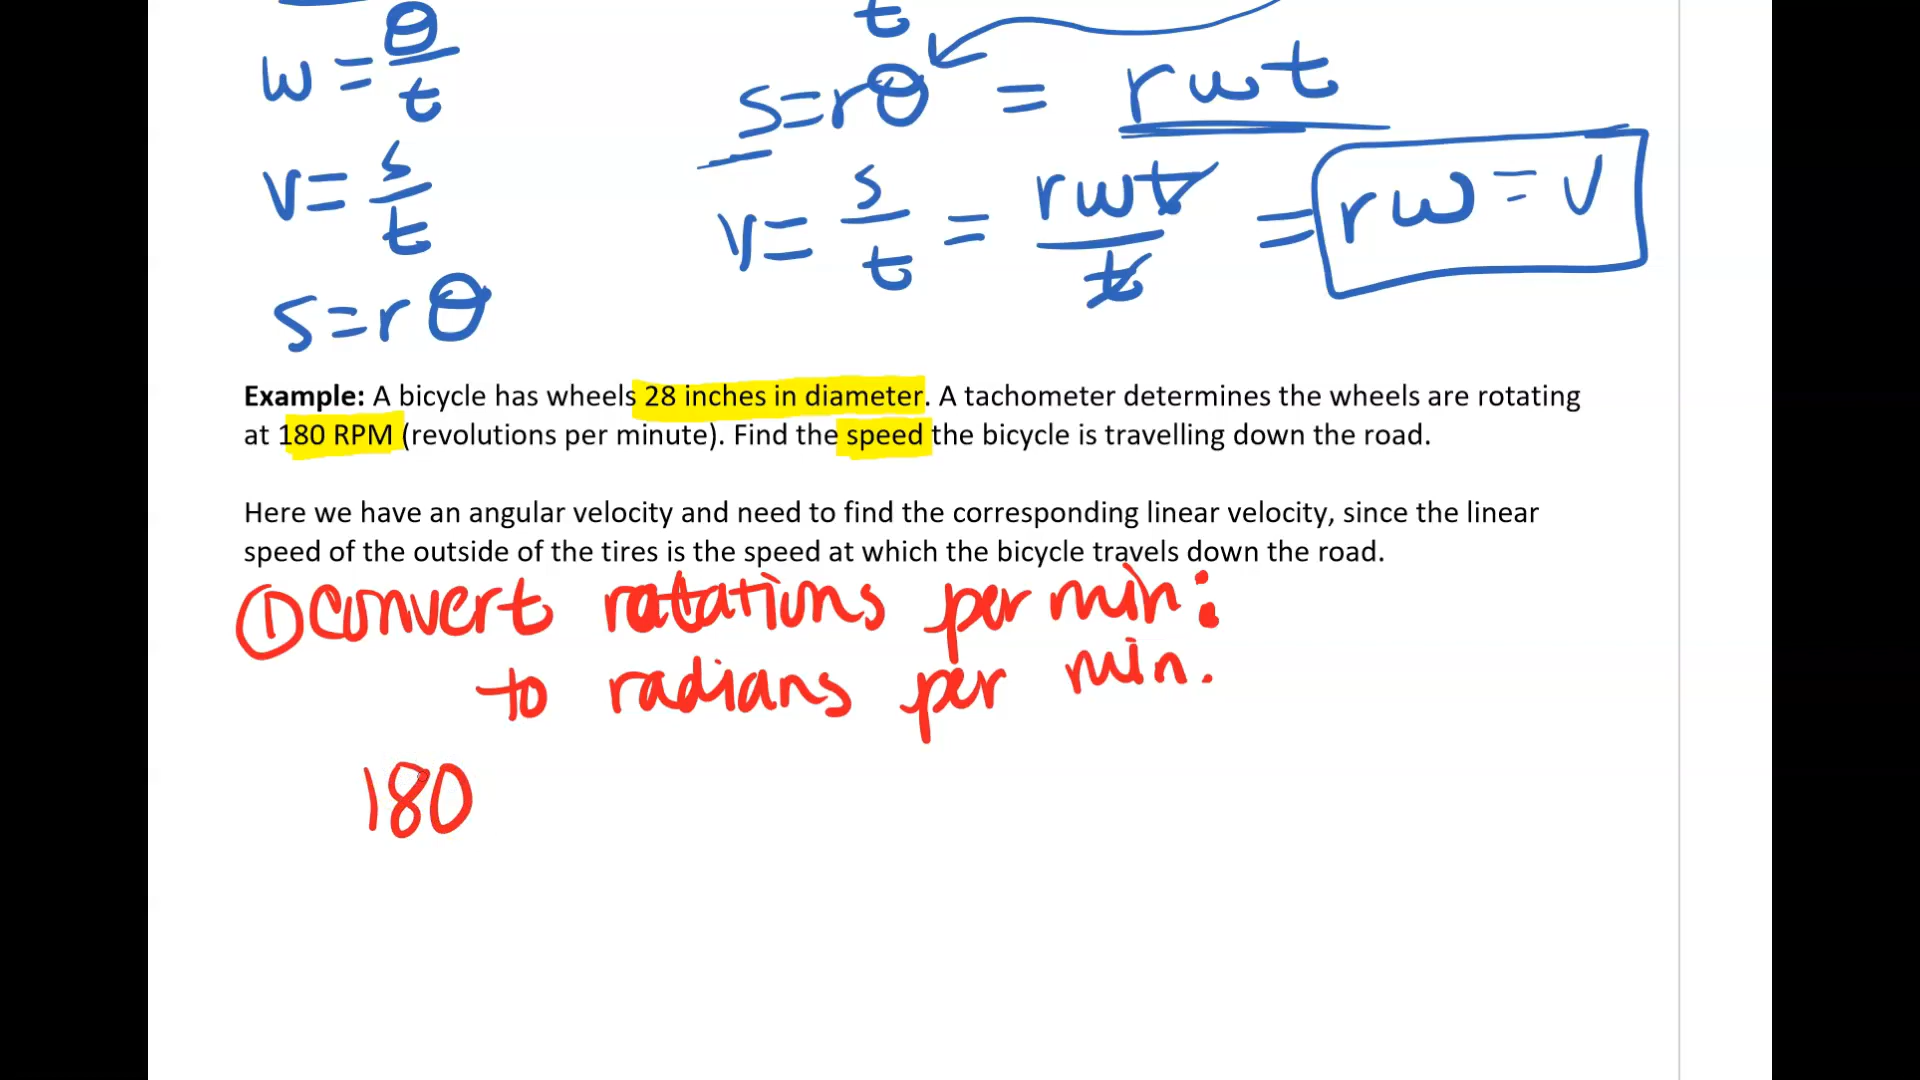 w = θ/t
t
s = rθ = rwt
v = s/t
v = s/t = rwt/t = rw = v
s = rθ
Example: A bicycle has wheels 28 inches in diameter. A tachometer determines the wheels are rotating
at 180 RPM (revolutions per minute). Find the speed the bicycle is travelling down the road.
Here we have an angular velocity and need to find the corresponding linear velocity, since the linear
speed of the outside of the tires is the speed at which the bicycle travels down the road.
① convert rotations per min:
to radians per min.
180